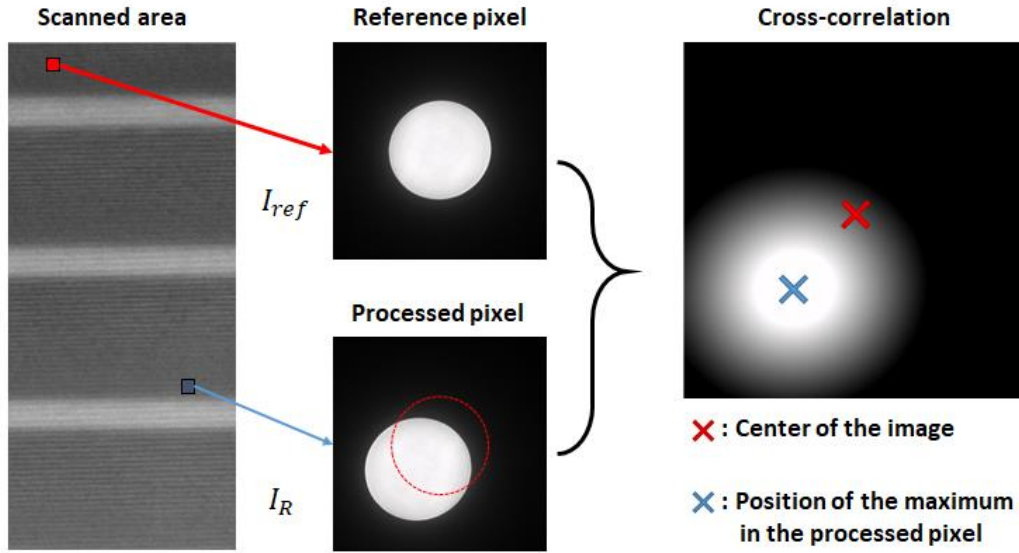 Scanned area
Reference pixel
Cross-correlation
I_ref
Processed pixel
I_R
: Center of the image
: Position of the maximum
in the processed pixel